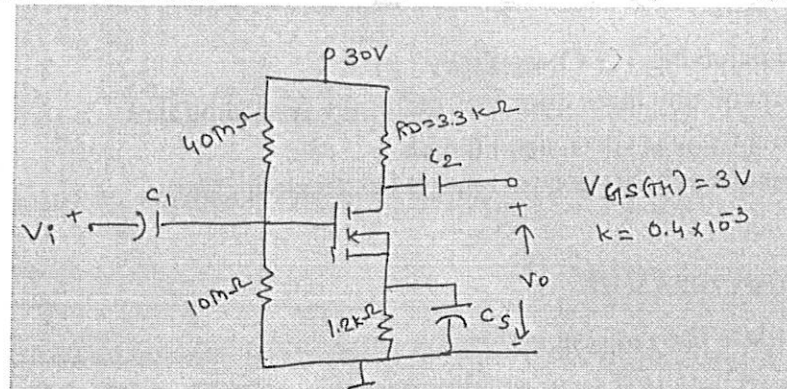 30V
40mΩ
RD=3.3kΩ
C2
C1
VGS(TH) = 3V
k = 0.4×10^-3
Vi +
+
10mΩ
1.2kΩ
CS
Vo
-